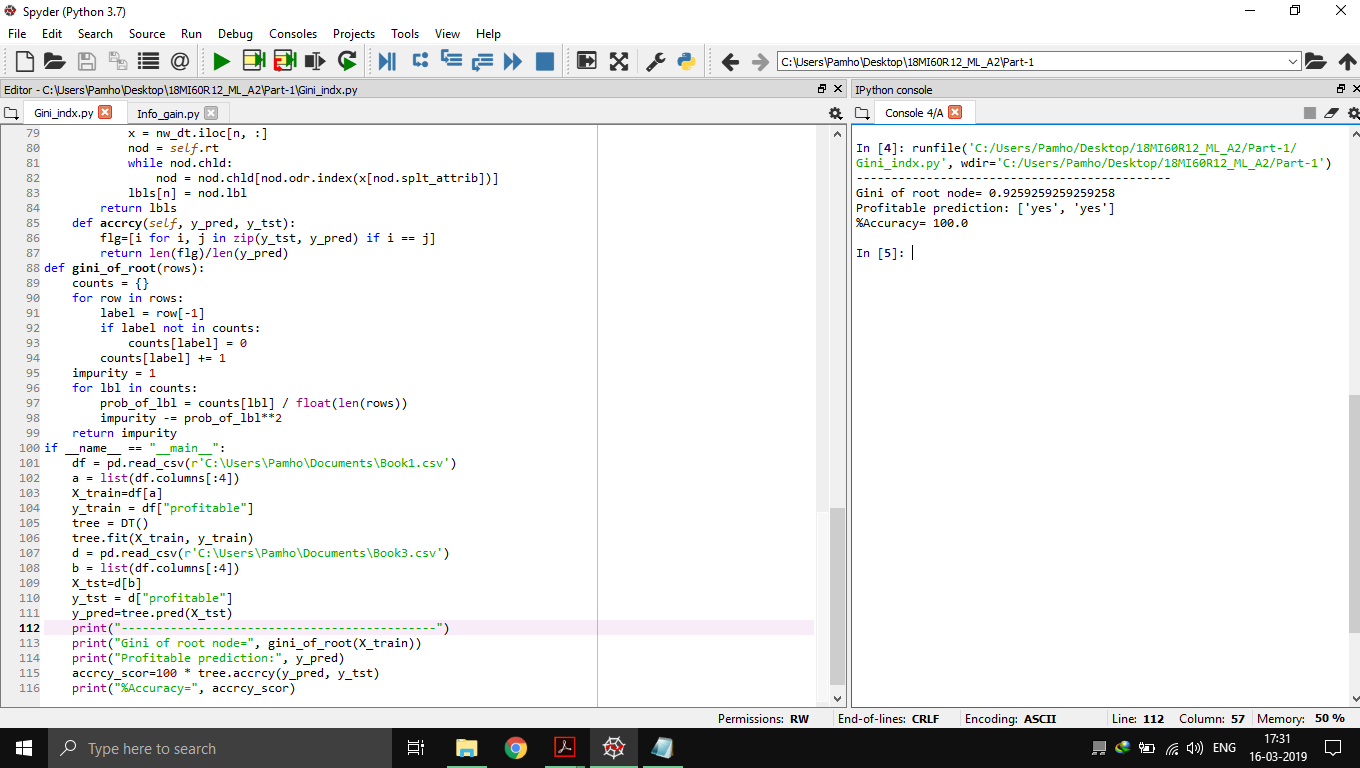 Spyder (Python 3.7)
File Edit Search Source Run Debug Consoles Projects Tools View Help
C:\Users\Pamho\Desktop\18MI60R12_ML_A2\Part-1
Editor - C:\Users\Pamho\Desktop\18MI60R12_ML_A2\Part-1\Gini_indx.py
Gini_indx.py Info_gain.py
79             x = nw_dt.iloc[n, :]
80             nod = self.rt
81             while nod.chld:
82                 nod = nod.chld[nod.odr.index(x[nod.splt_attrib])]
83             lbls[n] = nod.lbl
84         return lbls
85     def accrcy(self, y_pred, y_tst):
86         flg=[i for i, j in zip(y_tst, y_pred) if i == j]
87         return len(flg)/len(y_pred)
88 def gini_of_root(rows):
89     counts = {}
90     for row in rows:
91         label = row[-1]
92         if label not in counts:
93             counts[label] = 0
94         counts[label] += 1
95     impurity = 1
96     for lbl in counts:
97         prob_of_lbl = counts[lbl] / float(len(rows))
98         impurity -= prob_of_lbl**2
99     return impurity
100 if __name__ == "__main__":
101     df = pd.read_csv(r'C:\Users\Pamho\Documents\Book1.csv')
102     a = list(df.columns[:4])
103     X_train=df[a]
104     y_train = df["profitable"]
105     tree = DT()
106     tree.fit(X_train, y_train)
107     d = pd.read_csv(r'C:\Users\Pamho\Documents\Book3.csv')
108     b = list(df.columns[:4])
109     X_tst=d[b]
110     y_tst = d["profitable"]
111     y_pred=tree.pred(X_tst)
112     print("---------------------------------------------")
113     print("Gini of root node=", gini_of_root(X_train))
114     print("Profitable prediction:", y_pred)
115     accrcy_scor=100 * tree.accrcy(y_pred, y_tst)
116     print("%Accuracy=", accrcy_scor)
IPython console
Console 4/A
In [4]: runfile('C:/Users/Pamho/Desktop/18MI60R12_ML_A2/Part-1/
Gini_indx.py', wdir='C:/Users/Pamho/Desktop/18MI60R12_ML_A2/Part-1')
---------------------------------------------
Gini of root node= 0.9259259259259258
Profitable prediction: ['yes', 'yes']
%Accuracy= 100.0
In [5]:
Permissions: RW End-of-lines: CRLF Encoding: ASCII Line: 112 Column: 57 Memory: 50 %
Type here to search
ENG
17:31
16-03-2019